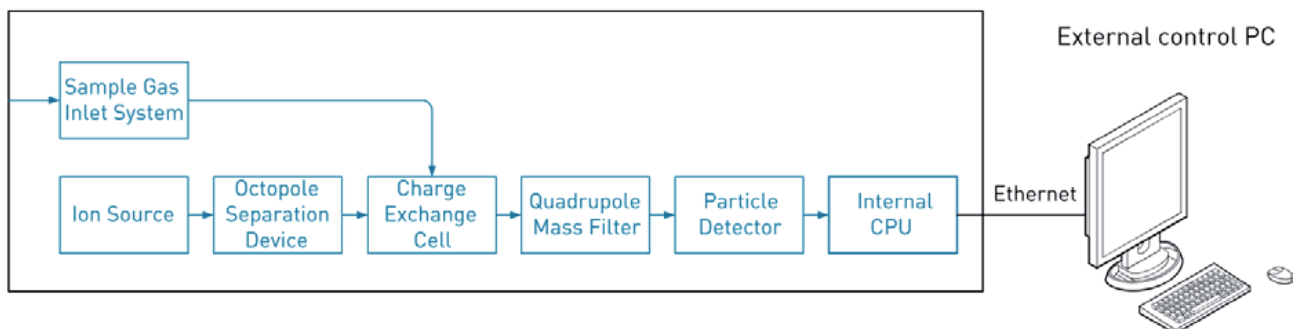 External control PC
Sample Gas
Inlet System
Ion Source
Octopole
Separation
Device
Charge
Exchange
Cell
Quadrupole
Mass Filter
Particle
Detector
Internal
CPU
Ethernet